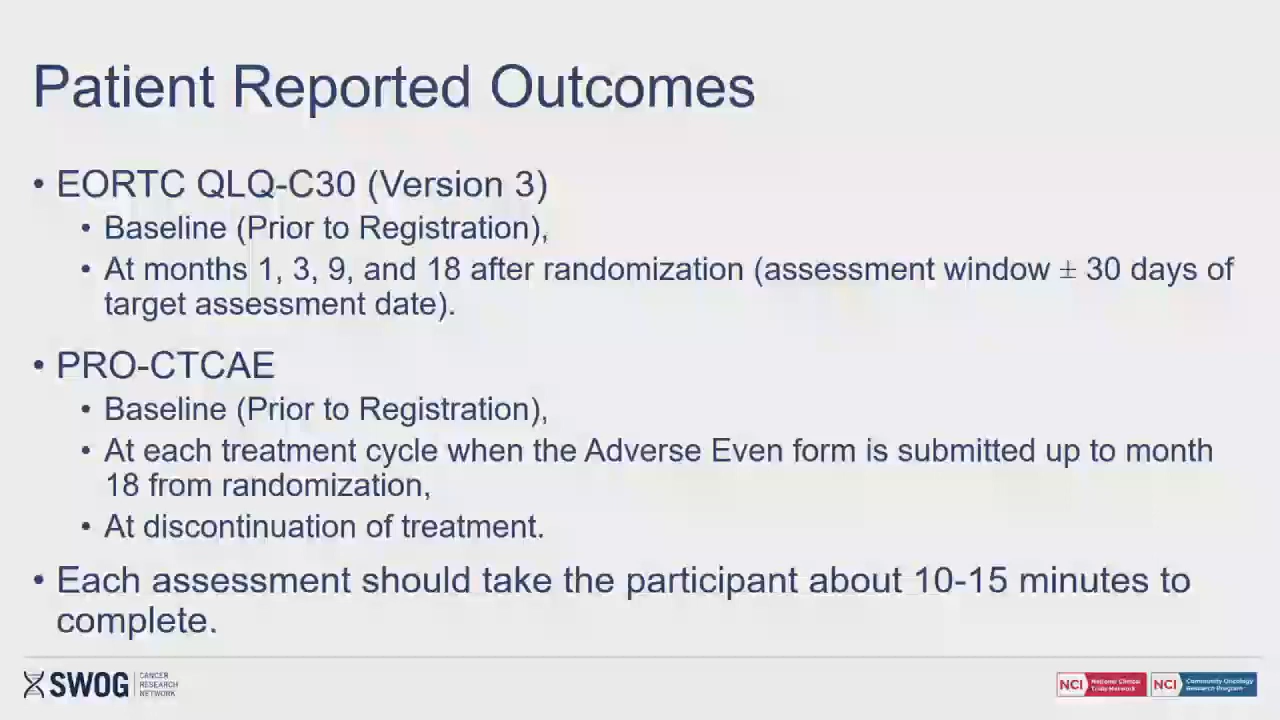 Patient Reported Outcomes
• EORTC QLQ-C30 (Version 3)
• Baseline (Prior to Registration),
• At months 1, 3, 9, and 18 after randomization (assessment window ± 30 days of
target assessment date).
• PRO-CTCAE
• Baseline (Prior to Registration),
• At each treatment cycle when the Adverse Even form is submitted up to month
18 from randomization,
• At discontinuation of treatment.
• Each assessment should take the participant about 10-15 minutes to
complete.
SWOG
CANCER
RESEARCH
NETWORK
NCI
National Clinical
Trials Network
NCI
Community Oncology
Research Program